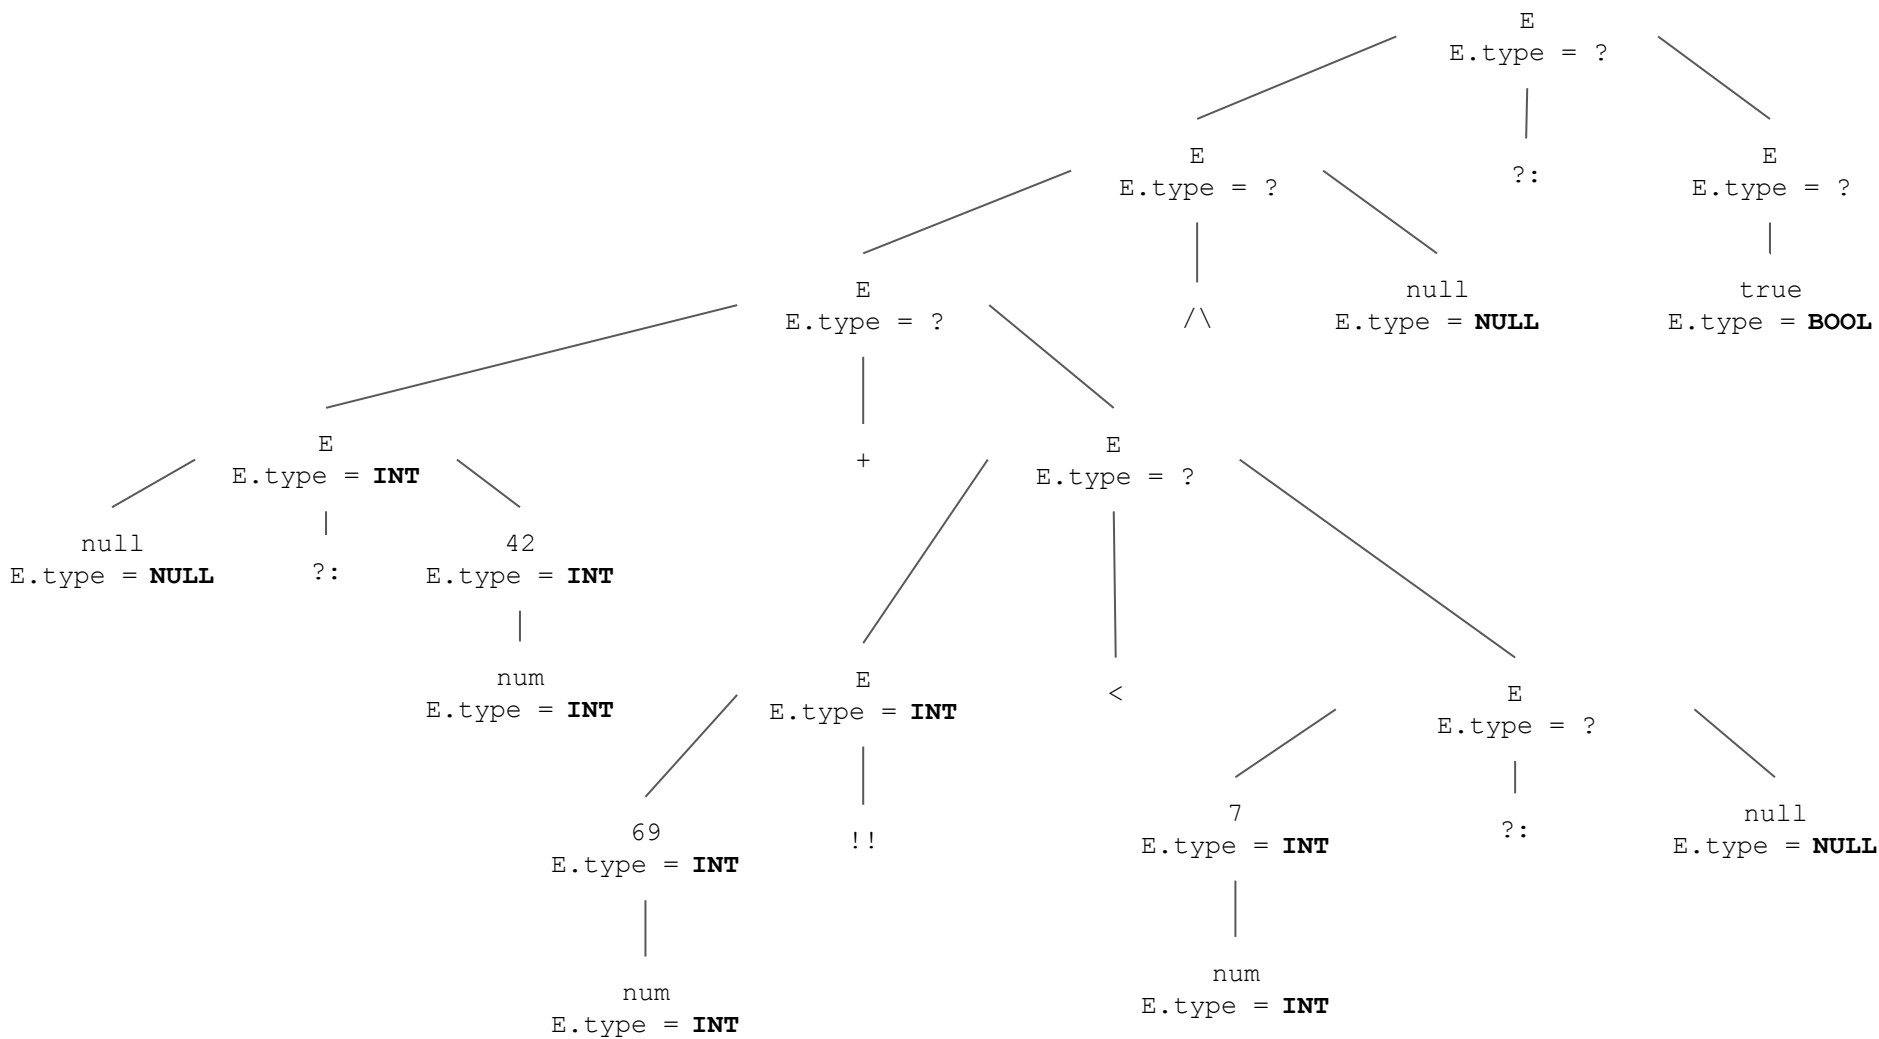 E
E.type = ?
E
E.type = ?
?:
E
E.type = ?
E
E.type = ?
/\
null
E.type = NULL
true
E.type = BOOL
E
E.type = INT
+
E
E.type = ?
null
E.type = NULL
?:
42
E.type = INT
num
E.type = INT
E
E.type = INT
<
E
E.type = ?
69
E.type = INT
!!
7
E.type = INT
?:
null
E.type = NULL
num
E.type = INT
num
E.type = INT